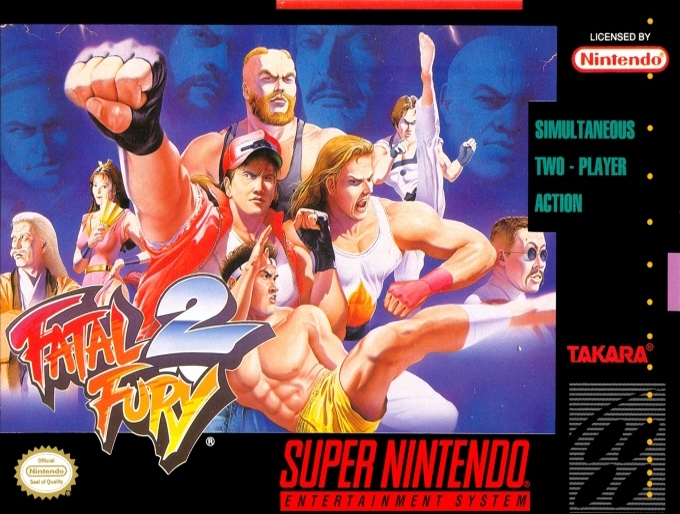 LICENSED BY
Nintendo®
SIMULTANEOUS
TWO - PLAYER
ACTION
FATAL
FURY 2®
TAKARA®
Official
Nintendo
Seal of Quality
SUPER NINTENDO®
ENTERTAINMENT SYSTEM